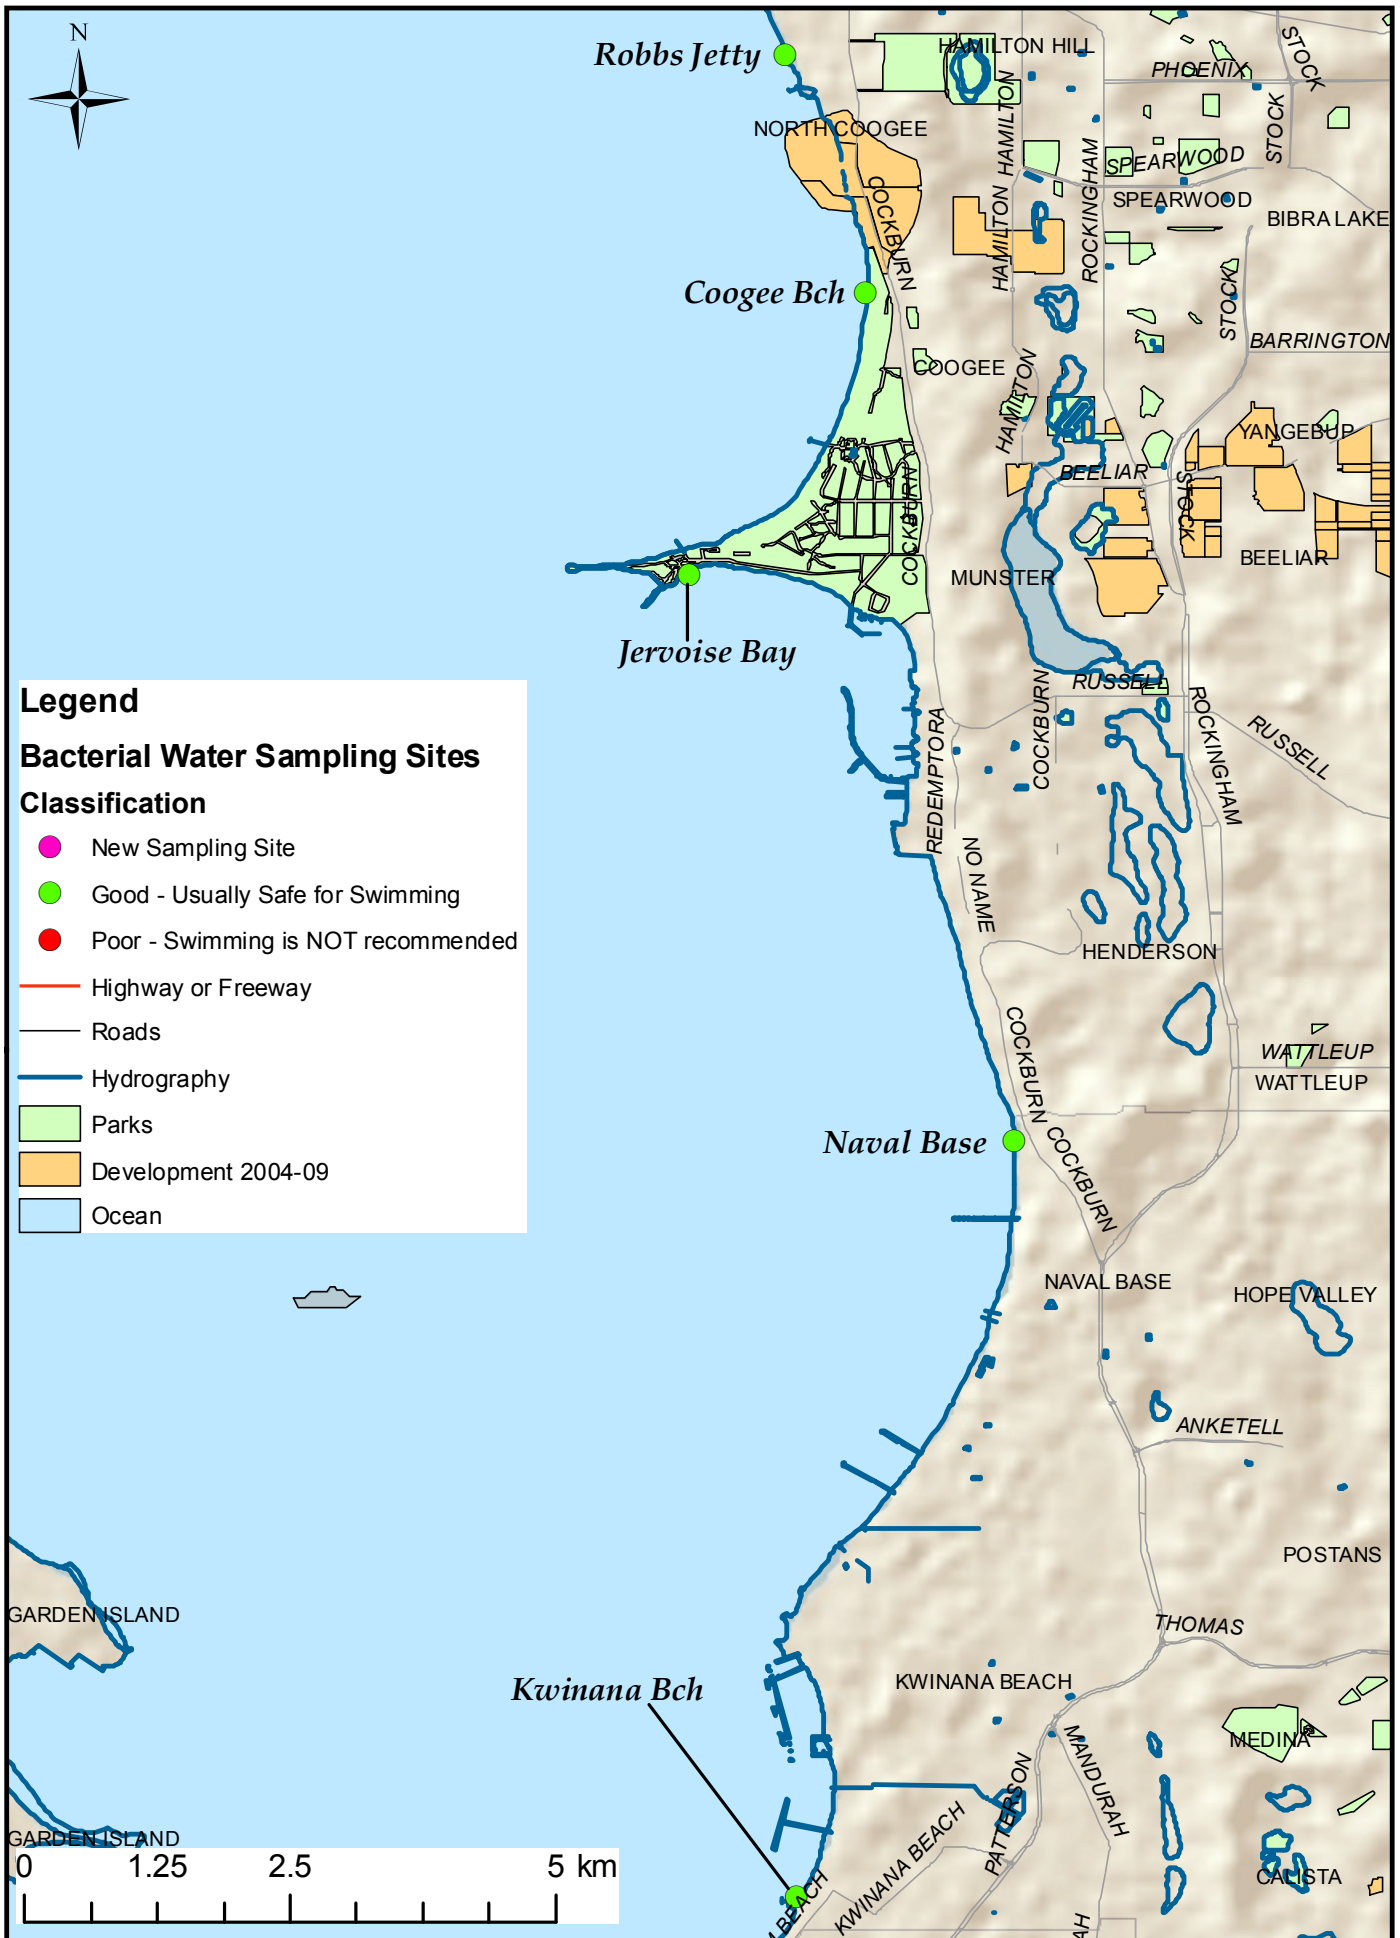 N
Robbs Jetty
HAMILTON HILL
PHOENIX
STOCK
NORTH COOGEE
HAMILTON
HAMILTON
STOCK
SPEARWOOD
SPEARWOOD
ROCKINGHAM
BIBRA LAKE
COCKBURN
HAMILTON
Coogee Bch
STOCK
BARRINGTON
COOGEE
HAMILTON
YANGEBUP
BEELIAR
STOCK
COCKBURN
BEELIAR
MUNSTER
Jervoise Bay
RUSSELL
COCKBURN
ROCKINGHAM
RUSSELL
REDEMPTORA
NO NAME
HENDERSON
COCKBURN
WATTLEUP
WATTLEUP
Naval Base
COCKBURN
NAVAL BASE
HOPE VALLEY
ANKETELL
POSTANS
GARDEN ISLAND
THOMAS
Kwinana Bch
KWINANA BEACH
MEDINA
MANDURAH
PATTERSON
KWINANA BEACH
GARDEN ISLAND
CALISTA
BEACH
AH
Legend
Bacterial Water Sampling Sites
Classification
New Sampling Site
Good - Usually Safe for Swimming
Poor - Swimming is NOT recommended
Highway or Freeway
Roads
Hydrography
Parks
Development 2004-09
Ocean
0 1.25 2.5 5 km